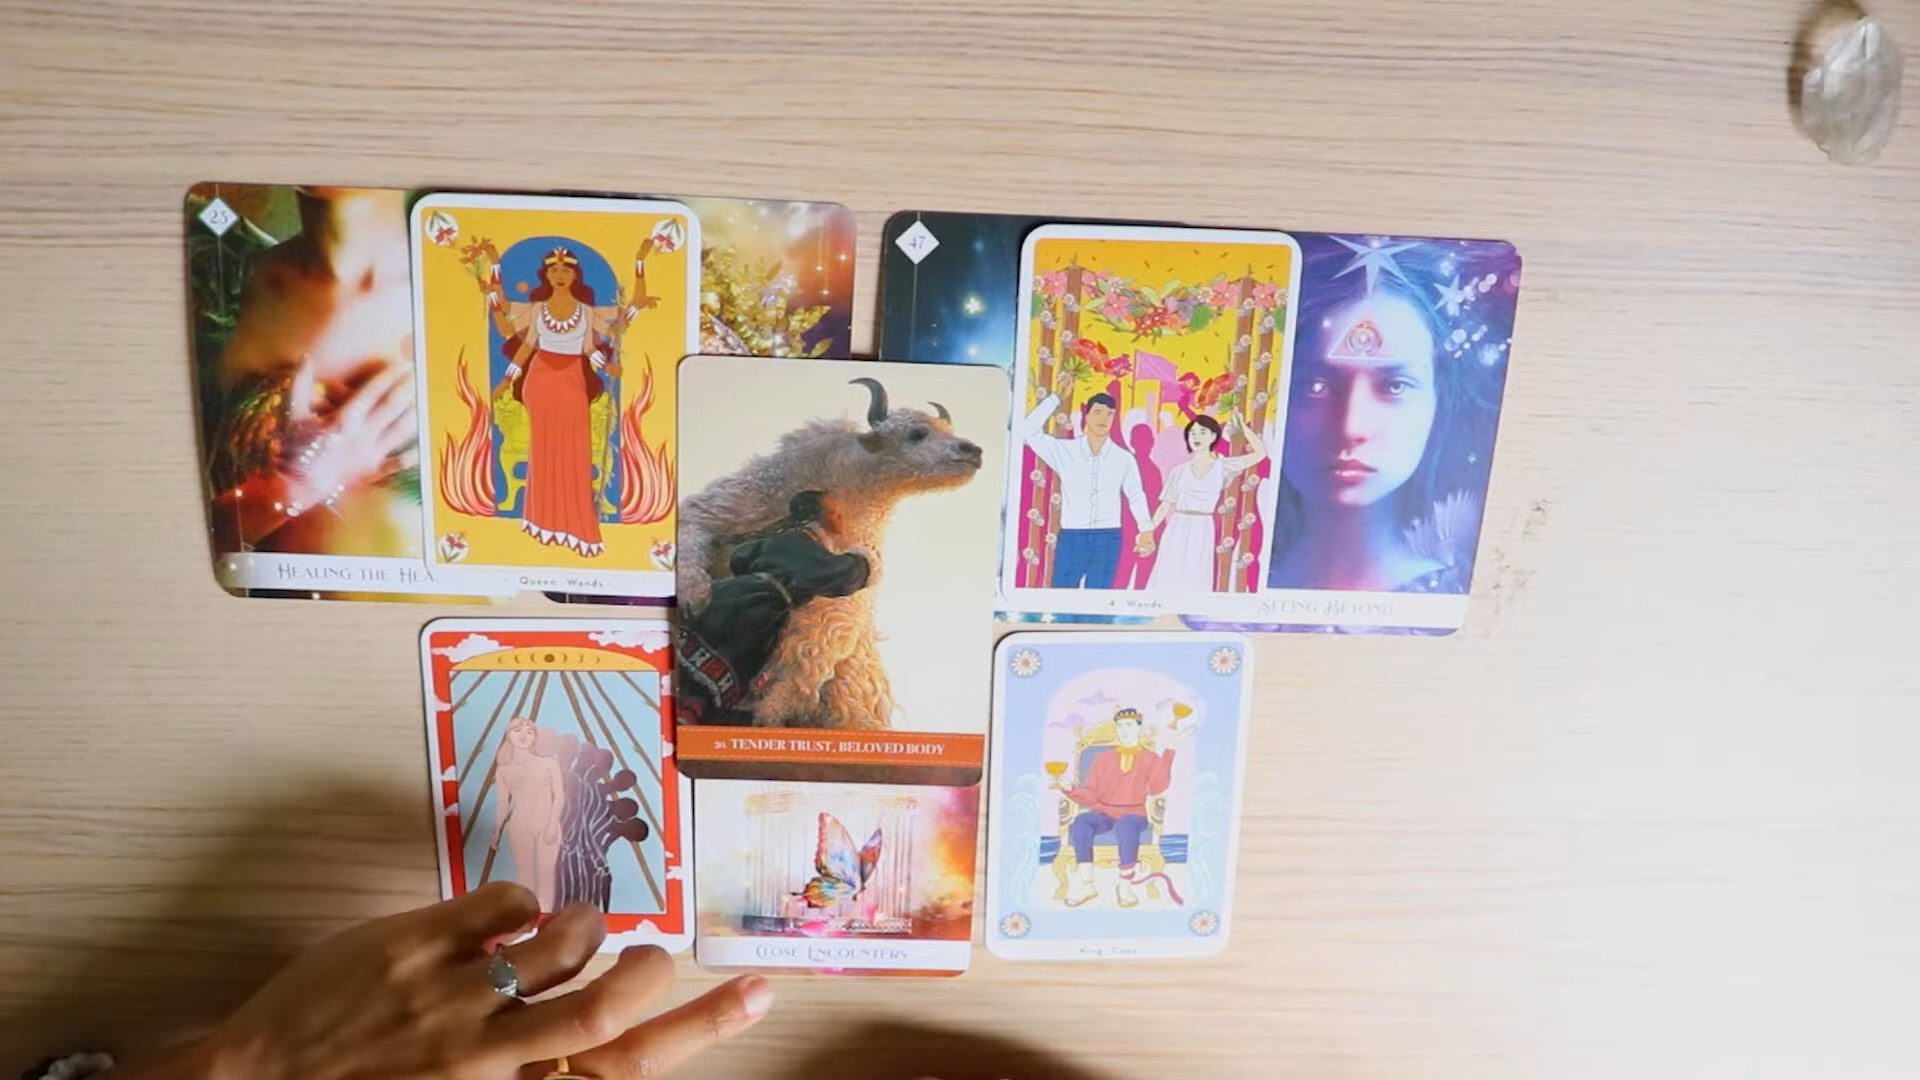 23
47
HEALING THE HEA
Queen Wands
4 Wands
SEEING BEYOND
20. TENDER TRUST, BELOVED BODY
CLOSE ENCOUNTERS
King Cups